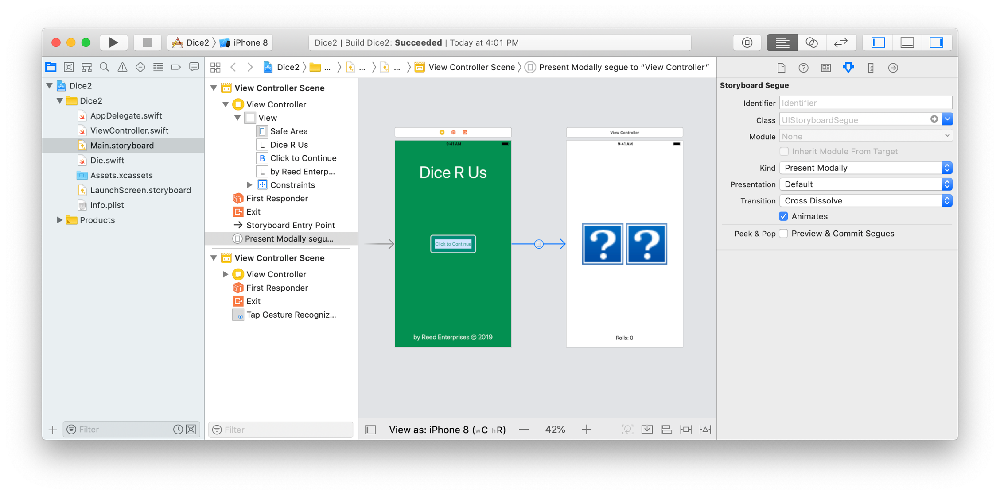 Dice2 〉 iPhone 8
Dice2 | Build Dice2: Succeeded | Today at 4:01 PM
Dice2 〉 ... 〉 ... 〉 ... 〉 View Controller Scene 〉 Present Modally segue to “View Controller”
Dice2
Dice2
AppDelegate.swift
ViewController.swift
Main.storyboard
Die.swift
Assets.xcassets
LaunchScreen.storyboard
Info.plist
Products
Filter
View Controller Scene
View Controller
View
Safe Area
L Dice R Us
B Click to Continue
L by Reed Enterp...
Constraints
First Responder
Exit
Storyboard Entry Point
Present Modally segu...
View Controller Scene
View Controller
First Responder
Exit
Tap Gesture Recogniz...
Filter
9:41 AM
Dice R Us
Click to Continue
by Reed Enterprises © 2019
View Controller
9:41 AM
? ?
Rolls: 0
View as: iPhone 8 (wC hR) — 42% +
Storyboard Segue
Identifier Identifier
Class UIStoryboardSegue
Module None
Inherit Module From Target
Kind Present Modally
Presentation Default
Transition Cross Dissolve
Animates
Peek & Pop Preview & Commit Segues